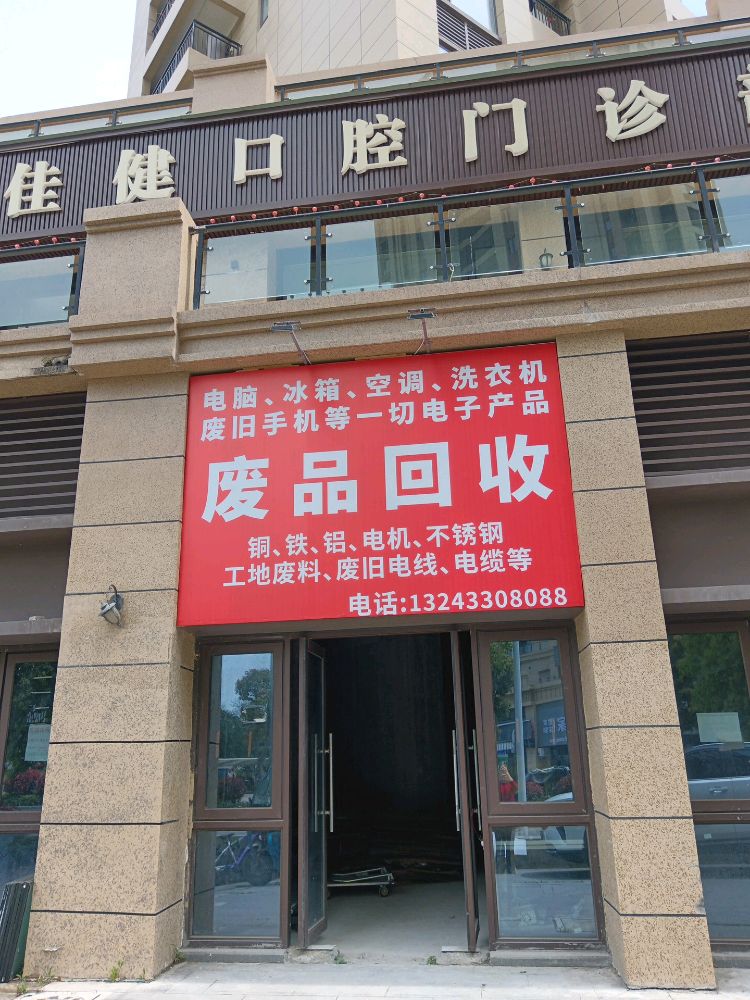 佳健口腔门诊
电脑、冰箱、空调、洗衣机
废旧手机等一切电子产品
废品回收
铜、铁、铝、电机、不锈钢
工地废料、废旧电线、电缆等
电话:13243308088